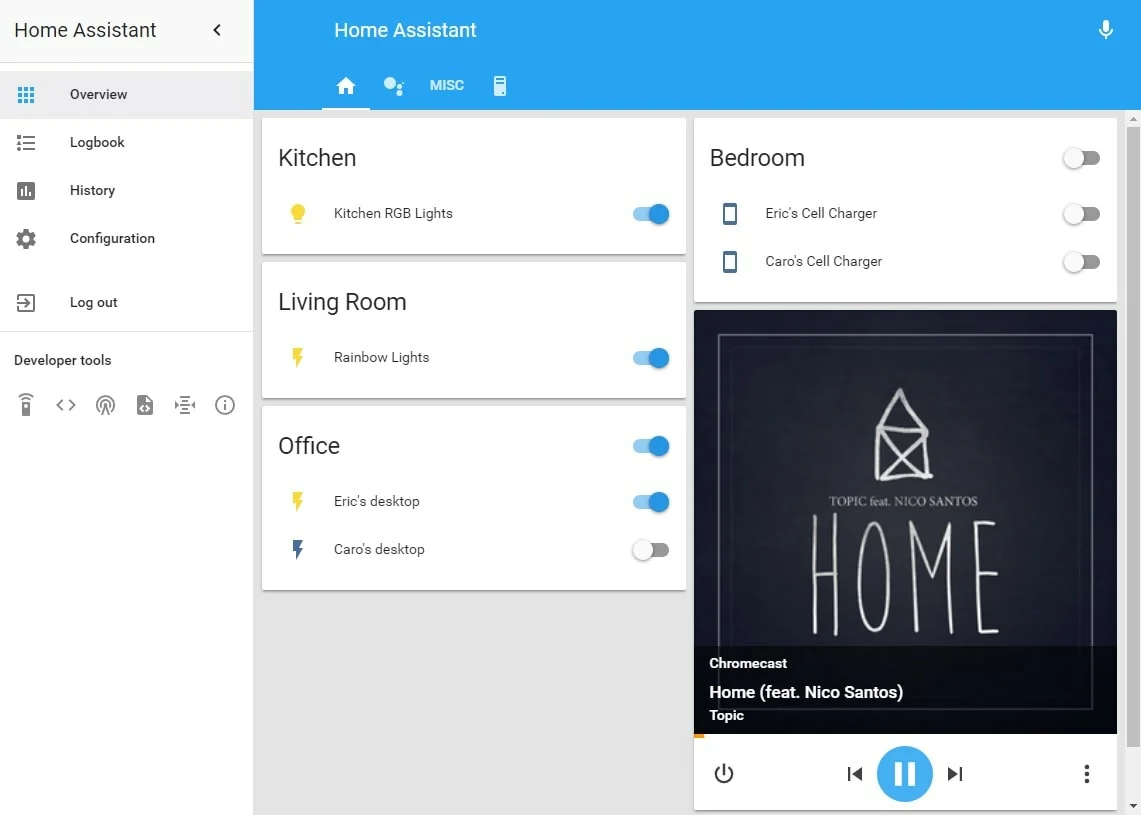 Home Assistant
Overview
Logbook
History
Configuration
Log out
Developer tools
Home Assistant
MISC
Kitchen
Kitchen RGB Lights
Living Room
Rainbow Lights
Office
Eric's desktop
Caro's desktop
Bedroom
Eric's Cell Charger
Caro's Cell Charger
TOPIC feat. NICO SANTOS
HOME
Chromecast
Home (feat. Nico Santos)
Topic